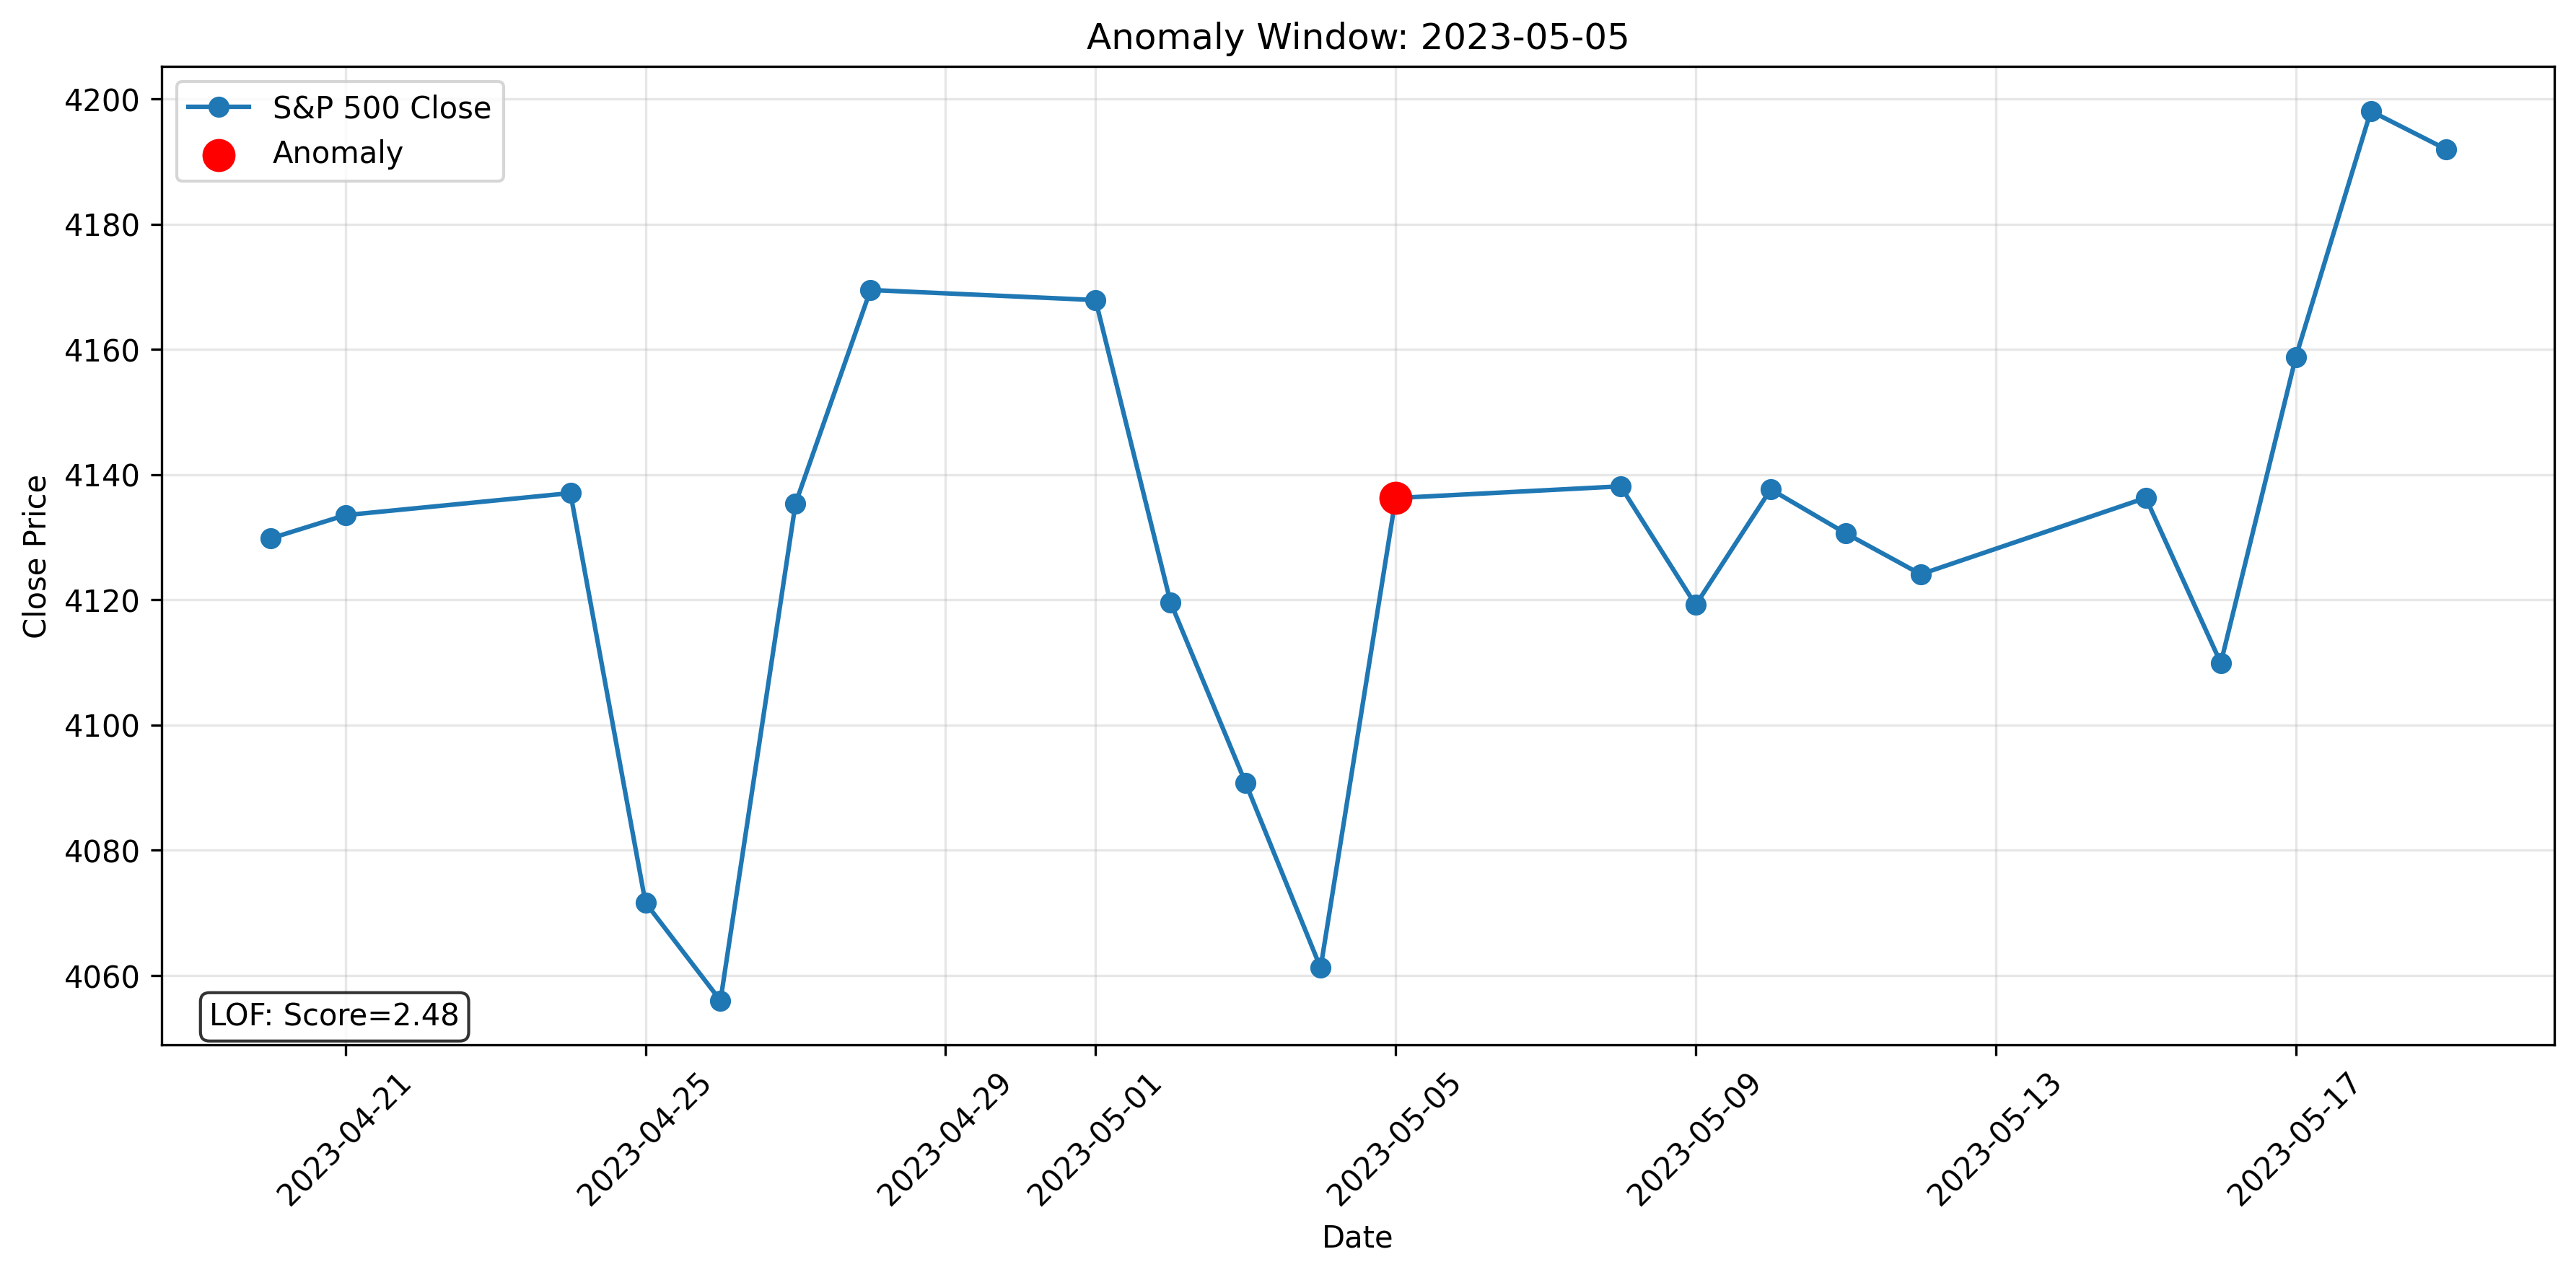 Anomaly Window: 2023-05-05
S&P 500 Close
Anomaly
4200
4180
4160
4140
4120
4100
4080
4060
Close Price
LOF: Score=2.48
2023-04-21
2023-04-25
2023-04-29
2023-05-01
2023-05-05
2023-05-09
2023-05-13
2023-05-17
Date